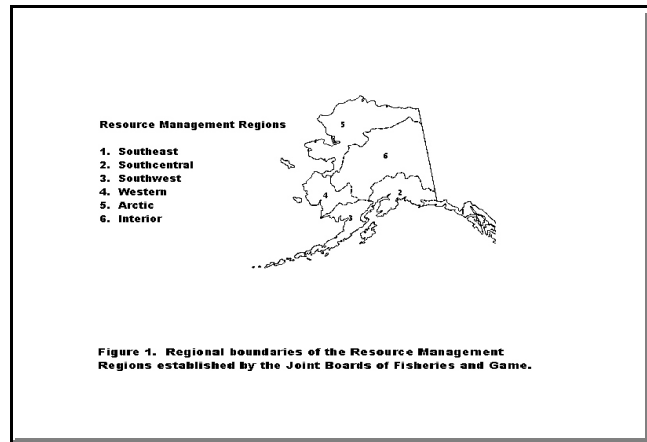 Resource Management Regions
1. Southeast
2. Southcentral
3. Southwest
4. Western
5. Arctic
6. Interior
5
6
4
2
3
Figure 1. Regional boundaries of the Resource Management
Regions established by the Joint Boards of Fisheries and Game.